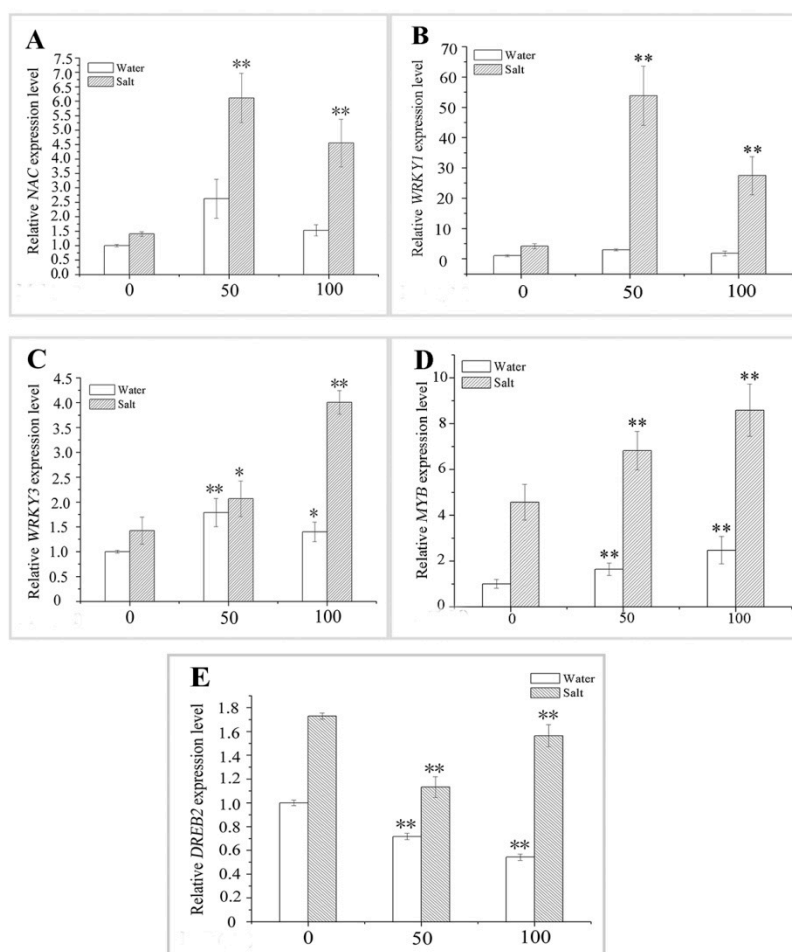 A
Relative NAC expression level
7.5
7.0
6.5
6.0
5.5
5.0
4.5
4.0
3.5
3.0
2.5
2.0
1.5
1.0
0.5
0.0
Water
Salt
**
**
0 50 100
B
Relative WRKY1 expression level
70
60
50
40
30
20
10
0
Water
Salt
**
**
0 50 100
C
Relative WRKY3 expression level
4.5
4.0
3.5
3.0
2.5
2.0
1.5
1.0
0.5
0
Water
Salt
** *
* **
0 50 100
D
Relative MYB expression level
10
8
6
4
2
0
Water
Salt
** **
** **
0 50 100
E
Relative DREB2 expression level
1.8
1.6
1.4
1.2
1.0
0.8
0.6
0.4
0.2
0
Water
Salt
** **
** **
0 50 100